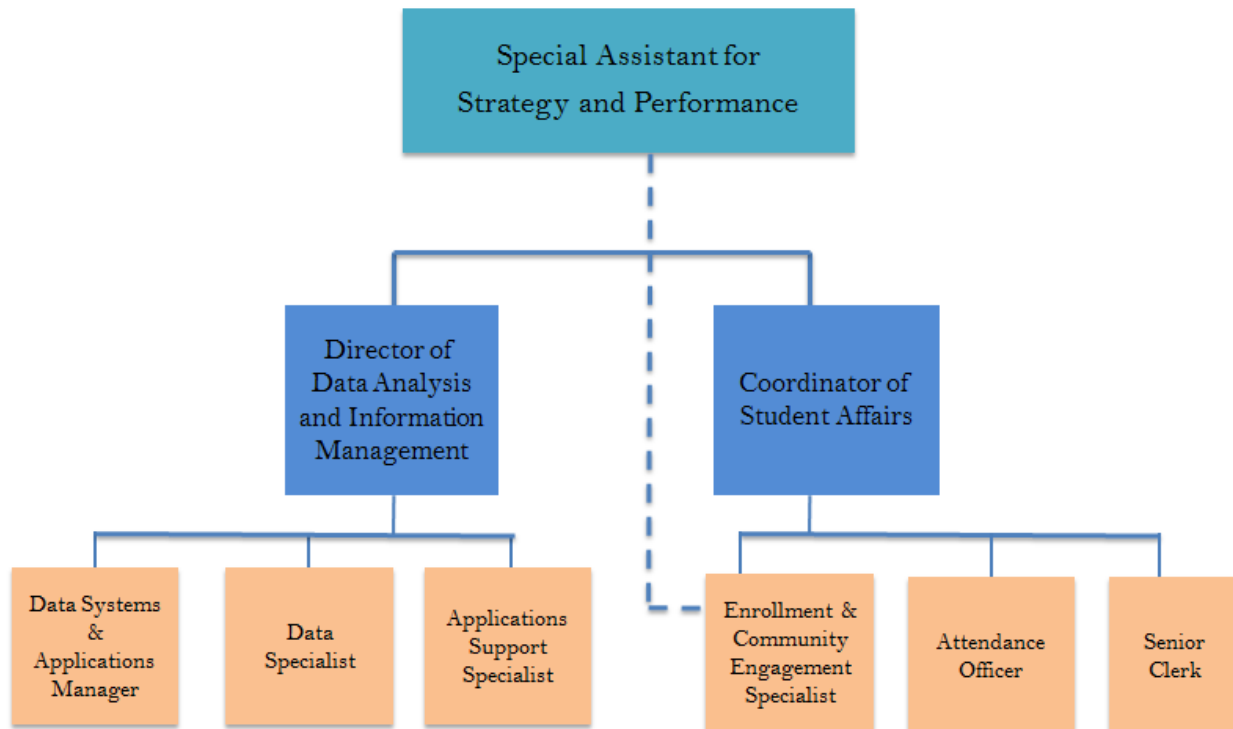 Special Assistant for
Strategy and Performance
Director of
Data Analysis
and Information
Management
Coordinator of
Student Affairs
Data Systems
&
Applications
Manager
Data
Specialist
Applications
Support
Specialist
Enrollment &
Community
Engagement
Specialist
Attendance
Officer
Senior
Clerk